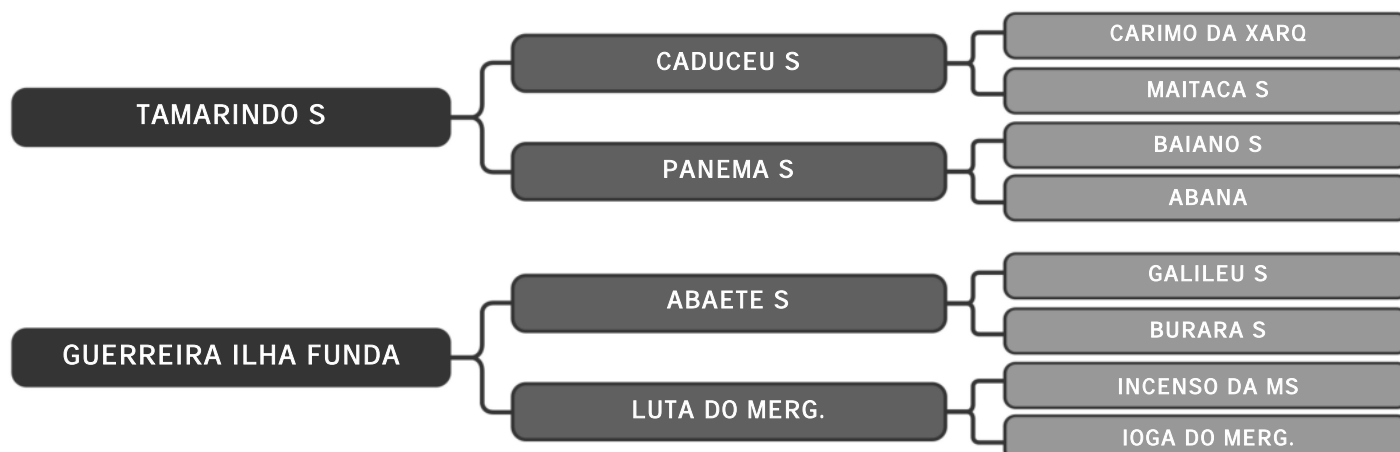 CARIMO DA XARQ
CADUCEU S
MAITACA S
TAMARINDO S
BAIANO S
PANEMA S
ABANA
GALILEU S
ABAETE S
BURARA S
GUERREIRA ILHA FUNDA
INCENSO DA MS
LUTA DO MERG.
IOGA DO MERG.